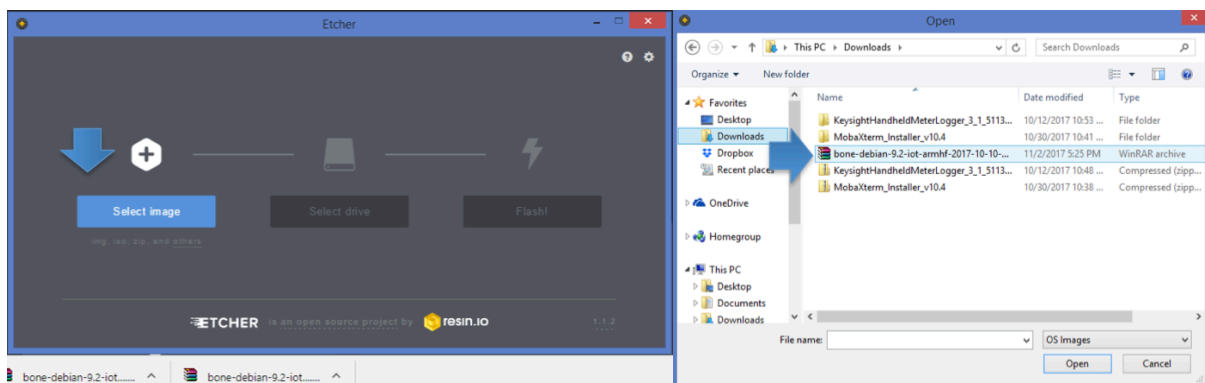 Etcher
Select image
Select drive
Flash!
img, iso, zip, and others
ETCHER is an open source project by resin.io
1.1.2
bone-debian-9.2-iot....... bone-debian-9.2-iot.......
Open
This PC Downloads
Search Downloads
Organize New folder
Name Date modified Type
Favorites
Desktop
Downloads
Dropbox
Recent places
OneDrive
Homegroup
This PC
Desktop
Documents
Downloads
KeysightHandheldMeterLogger_3_1_5113... 10/12/2017 10:53 ... File folder
MobaXterm_Installer_v10.4 10/30/2017 10:41 ... File folder
bone-debian-9.2-iot-armhf-2017-10-10-... 11/2/2017 5:25 PM WinRAR archive
KeysightHandheldMeterLogger_3_1_5113... 10/12/2017 10:48 ... Compressed (zipp...
MobaXterm_Installer_v10.4 10/30/2017 10:38 ... Compressed (zipp...
File name: OS Images
Open Cancel